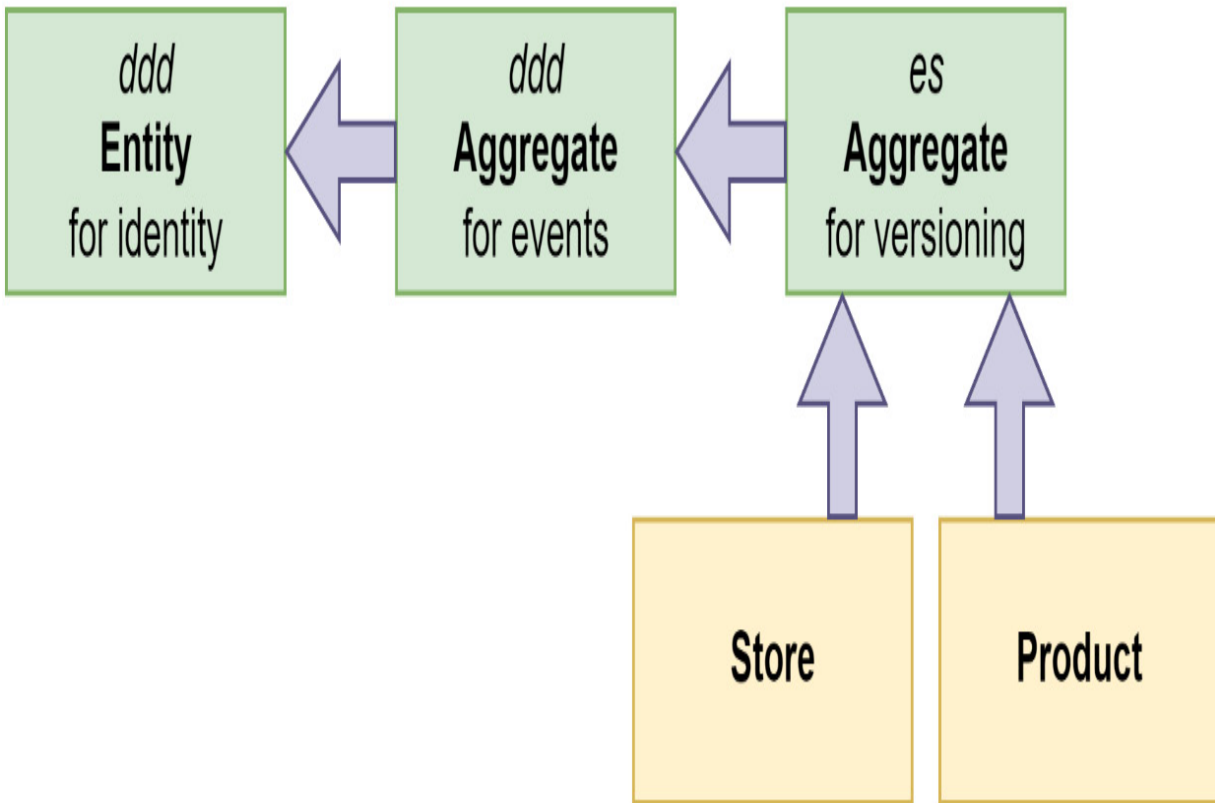 ddd
Entity
for identity
ddd
Aggregate
for events
es
Aggregate
for versioning
Store
Product